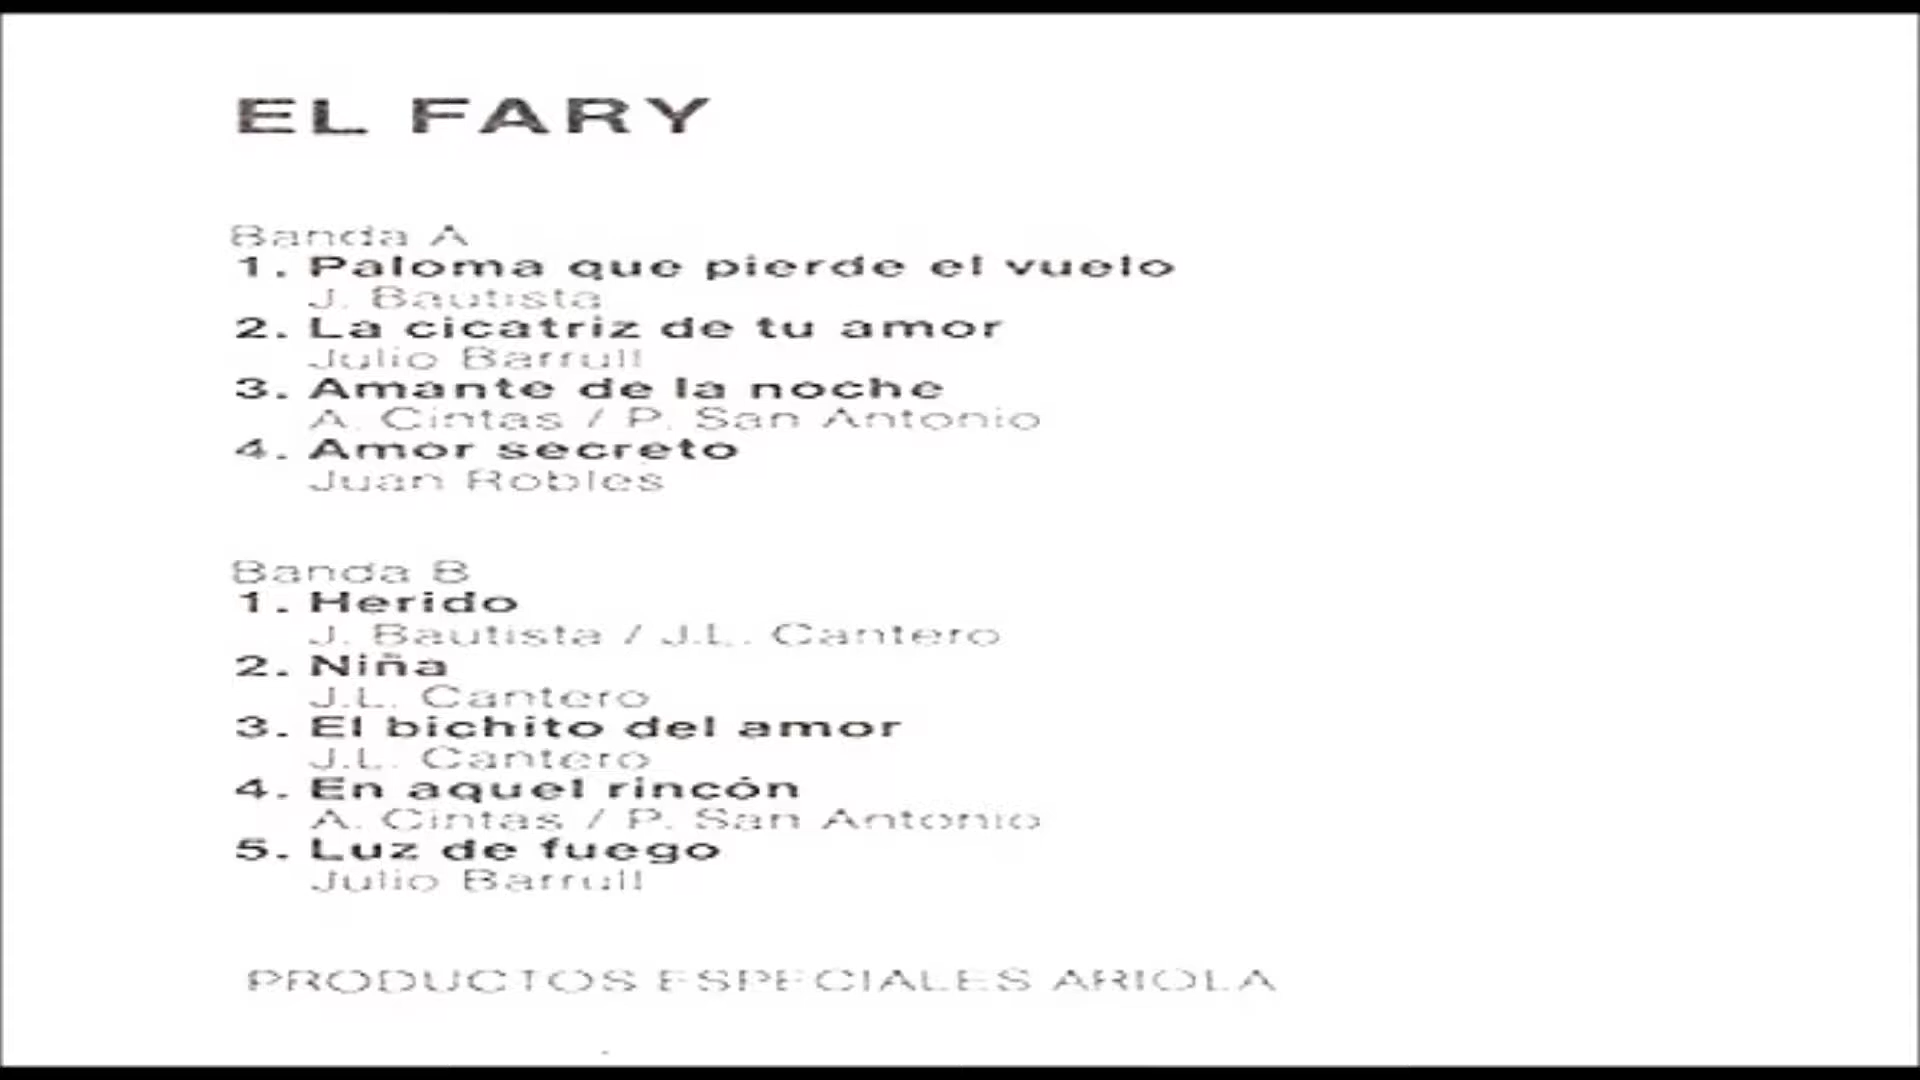 EL FARY
Banda A
1. Paloma que pierde el vuelo
J. Bautista
2. La cicatriz de tu amor
Julio Barrull
3. Amante de la noche
A. Cintas / P. San Antonio
4. Amor secreto
Juan Robles
Banda B
1. Herido
J. Bautista / J.L. Cantero
2. Niña
J.L. Cantero
3. El bichito del amor
J.L. Cantero
4. En aquel rincón
A. Cintas / P. San Antonio
5. Luz de fuego
Julio Barrull
PRODUCTOS ESPECIALES ARIOLA